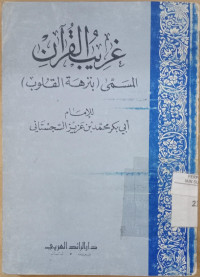 غريب القرآن
المسمى (بنزهة القلوب)
للإمام
أبي بكر محمد بن عزيز السجستاني
دار الرائد العربي